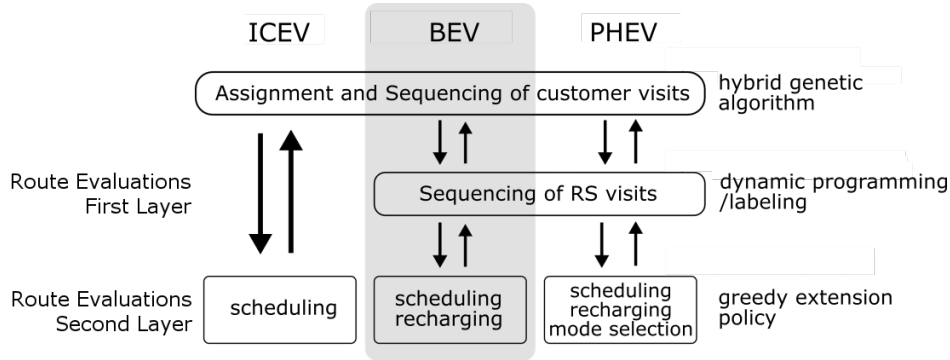 ICEV
BEV
PHEV
Assignment and Sequencing of customer visits
hybrid genetic
algorithm
Route Evaluations
First Layer
Sequencing of RS visits
dynamic programming
/labeling
Route Evaluations
Second Layer
scheduling
scheduling
recharging
scheduling
recharging
mode selection
greedy extension
policy